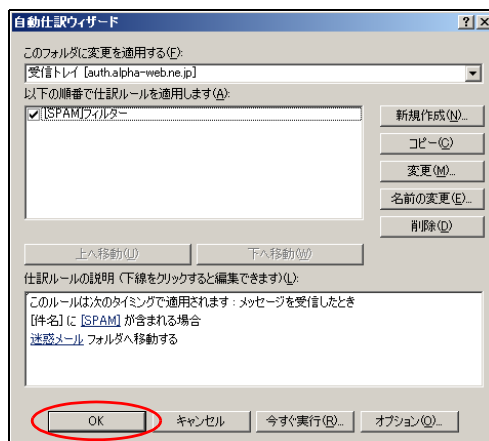 自動仕訳ウィザード
このフォルダに変更を適用する(F):
受信トレイ [auth.alpha-web.ne.jp]
以下の順番で仕訳ルールを適用します(A):
[SPAM]フィルター
新規作成(N)...
コピー(C)
変更(M)...
名前の変更(E)...
削除(D)
上へ移動(U) 下へ移動(W)
仕訳ルールの説明 (下線をクリックすると編集できます)(L):
このルールは次のタイミングで適用されます : メッセージを受信したとき
[件名] に [SPAM] が含まれる場合
迷惑メール フォルダへ移動する
OK キャンセル 今すぐ実行(R)... オプション(O)...